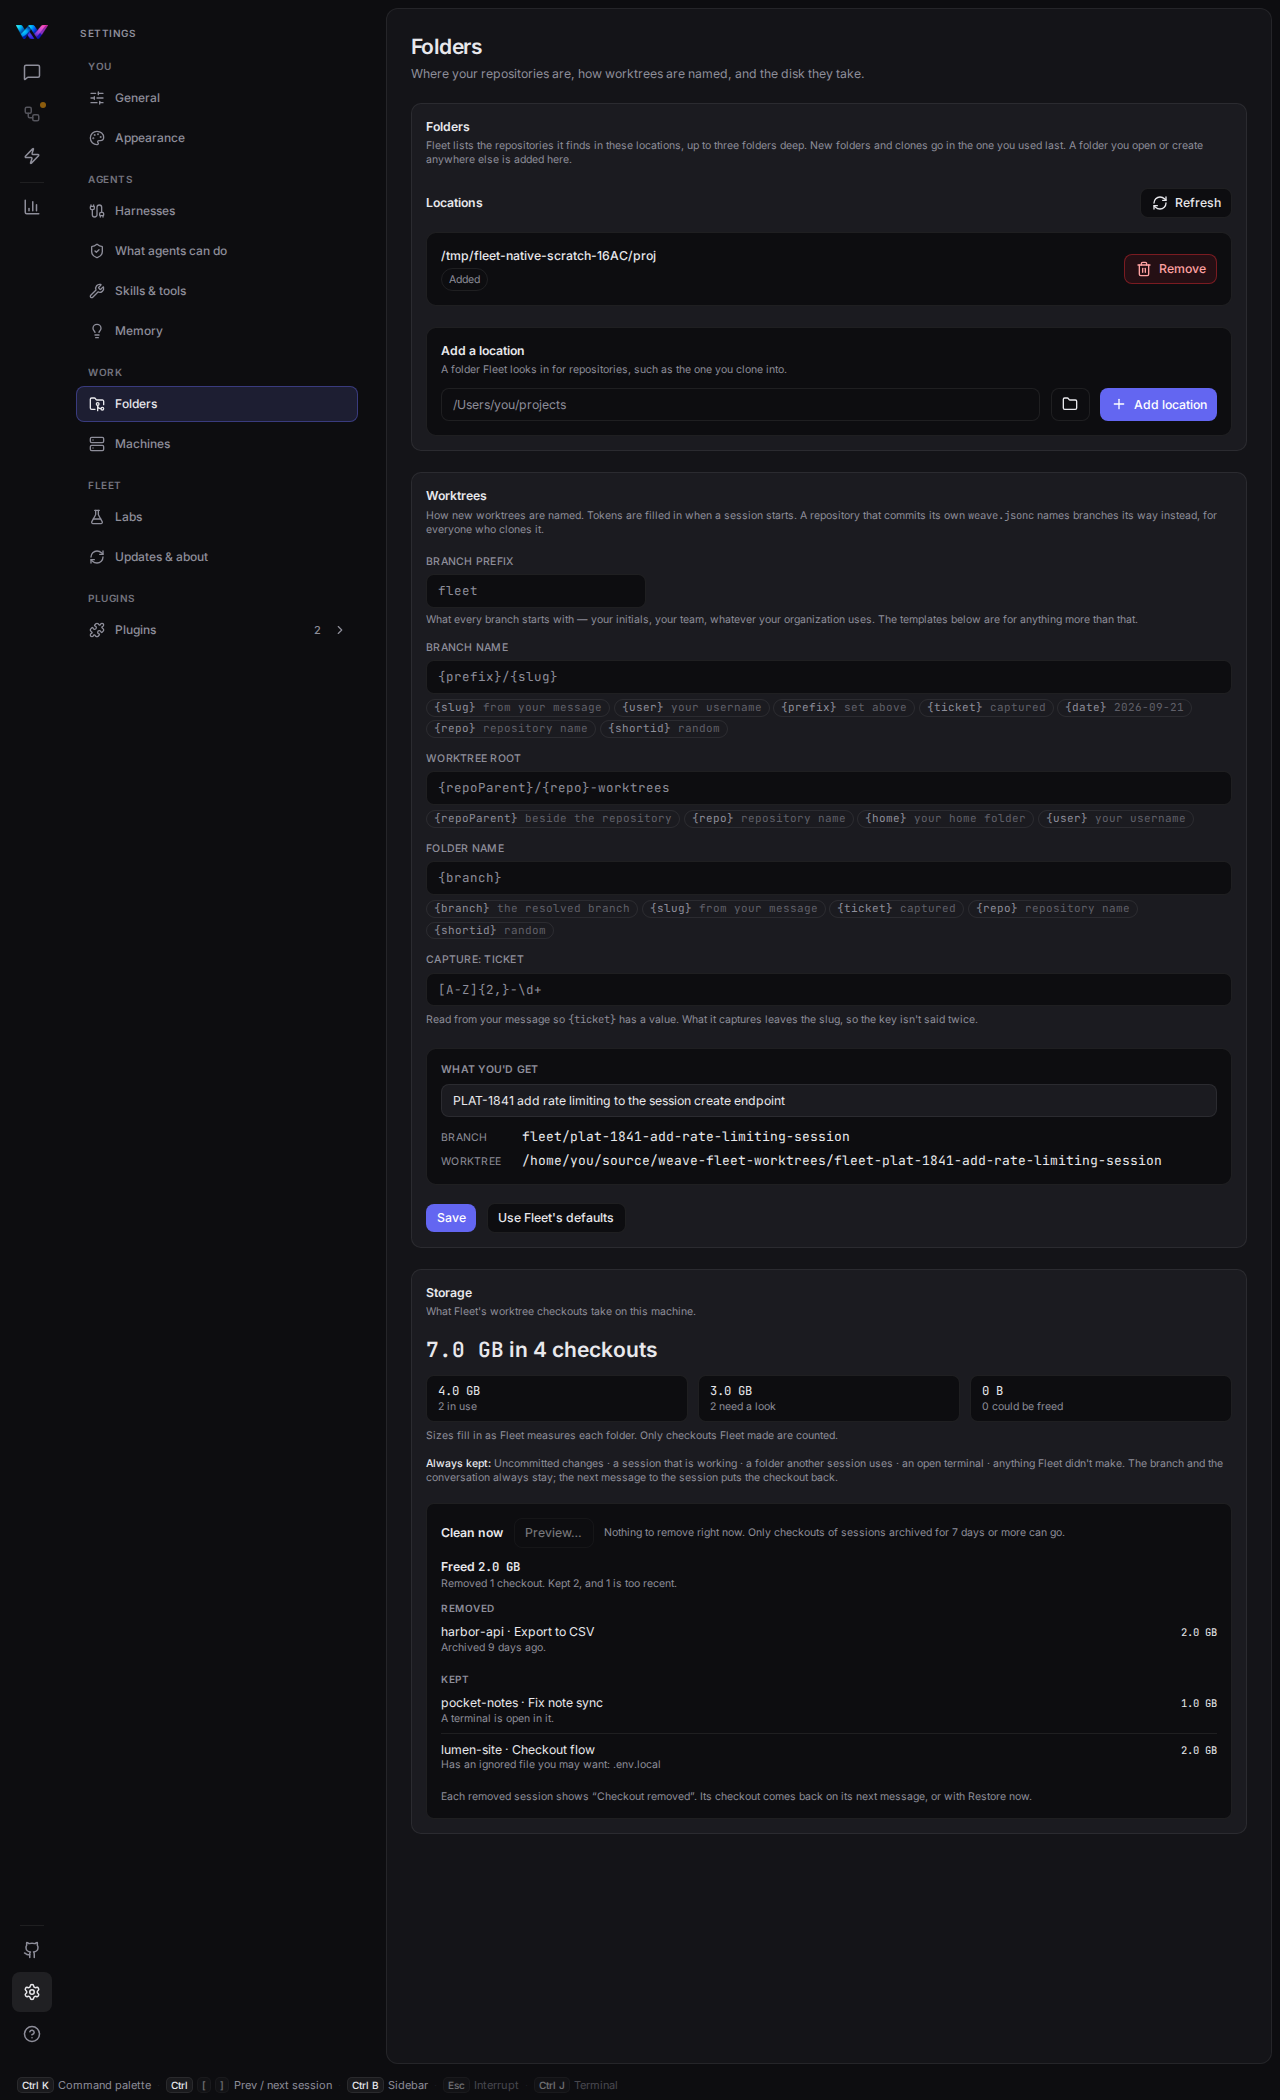 SETTINGS
YOU
General
Appearance
AGENTS
Harnesses
What agents can do
Skills & tools
Memory
WORK
Folders
Machines
FLEET
Labs
Updates & about
PLUGINS
Plugins 2
Folders
Where your repositories are, how worktrees are named, and the disk they take.
Folders
Fleet lists the repositories it finds in these locations, up to three folders deep. New folders and clones go in the one you used last. A folder you open or create
anywhere else is added here.
Locations
Refresh
/tmp/fleet-native-scratch-16AC/proj
Added
Remove
Add a location
A folder Fleet looks in for repositories, such as the one you clone into.
/Users/you/projects
Add location
Worktrees
How new worktrees are named. Tokens are filled in when a session starts. A repository that commits its own weave.jsonc names branches its way instead, for
everyone who clones it.
BRANCH PREFIX
fleet
What every branch starts with — your initials, your team, whatever your organization uses. The templates below are for anything more than that.
BRANCH NAME
{prefix}/{slug}
{slug} from your message {user} your username {prefix} set above {ticket} captured {date} 2026-09-21
{repo} repository name {shortid} random
WORKTREE ROOT
{repoParent}/{repo}-worktrees
{repoParent} beside the repository {repo} repository name {home} your home folder {user} your username
FOLDER NAME
{branch}
{branch} the resolved branch {slug} from your message {ticket} captured {repo} repository name
{shortid} random
CAPTURE: TICKET
[A-Z]{2,}-\d+
Read from your message so {ticket} has a value. What it captures leaves the slug, so the key isn't said twice.
WHAT YOU'D GET
PLAT-1841 add rate limiting to the session create endpoint
BRANCH fleet/plat-1841-add-rate-limiting-session
WORKTREE /home/you/source/weave-fleet-worktrees/fleet-plat-1841-add-rate-limiting-session
Save Use Fleet's defaults
Storage
What Fleet's worktree checkouts take on this machine.
7.0 GB in 4 checkouts
4.0 GB
2 in use
3.0 GB
2 need a look
0 B
0 could be freed
Sizes fill in as Fleet measures each folder. Only checkouts Fleet made are counted.
Always kept: Uncommitted changes · a session that is working · a folder another session uses · an open terminal · anything Fleet didn't make. The branch and the
conversation always stay; the next message to the session puts the checkout back.
Clean now Preview... Nothing to remove right now. Only checkouts of sessions archived for 7 days or more can go.
Freed 2.0 GB
Removed 1 checkout. Kept 2, and 1 is too recent.
REMOVED
harbor-api · Export to CSV 2.0 GB
Archived 9 days ago.
KEPT
pocket-notes · Fix note sync 1.0 GB
A terminal is open in it.
lumen-site · Checkout flow 2.0 GB
Has an ignored file you may want: .env.local
Each removed session shows "Checkout removed". Its checkout comes back on its next message, or with Restore now.
Ctrl K Command palette Ctrl [ ] Prev / next session Ctrl B Sidebar Esc Interrupt Ctrl J Terminal